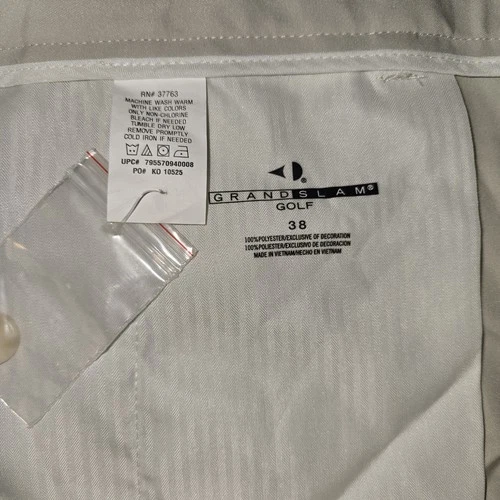 RN# 37763
MACHINE WASH WARM
WITH LIKE COLORS
ONLY NON-CHLORINE
BLEACH IF NEEDED
TUMBLE DRY LOW
REMOVE PROMPTLY
COLD IRON IF NEEDED
UPC# 795570940008
PO# KO 10525
®
GRANDSLAM®
GOLF
38
100%POLYESTER/EXCLUSIVE OF DECORATION
100%POLIESTER/EXCLUSIVO DE DECORACION
MADE IN VIETNAM/HECHO EN VIETNAM